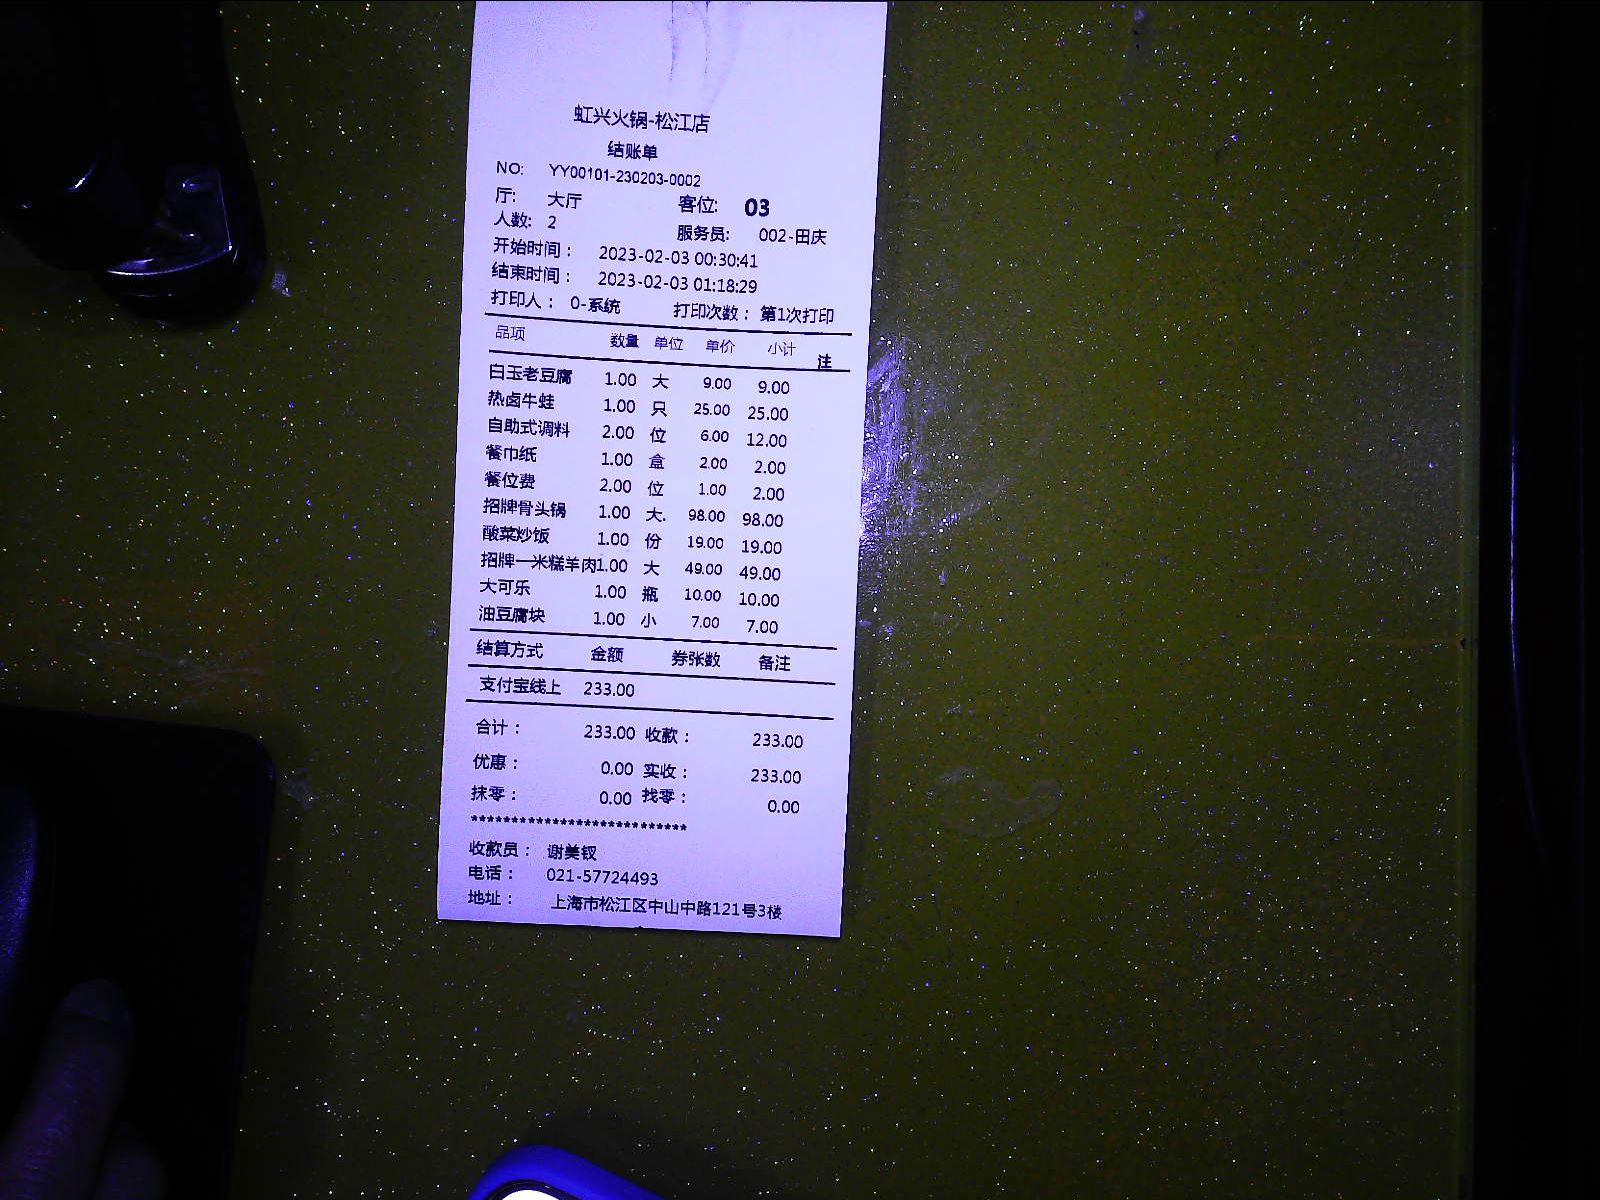 虹兴火锅-松江店
结账单
NO: YY00101-230203-0002
厅: 大厅 客位: 03
人数: 2 服务员: 002-田庆
开始时间： 2023-02-03 00:30:41
结束时间： 2023-02-03 01:18:29
打印人： 0-系统 打印次数： 第1次打印
品项 数量 单位 单价 小计 注
白玉老豆腐 1.00 大 9.00 9.00
热卤牛蛙 1.00 只 25.00 25.00
自助式调料 2.00 位 6.00 12.00
餐巾纸 1.00 盒 2.00 2.00
餐位费 2.00 位 1.00 2.00
招牌骨头锅 1.00 大. 98.00 98.00
酸菜炒饭 1.00 份 19.00 19.00
招牌一米糕羊肉1.00 大 49.00 49.00
大可乐 1.00 瓶 10.00 10.00
油豆腐块 1.00 小 7.00 7.00
结算方式 金额 券张数 备注
支付宝线上 233.00
合计： 233.00 收款： 233.00
优惠： 0.00 实收： 233.00
抹零： 0.00 找零： 0.00
***************************
收款员： 谢美钗
电话： 021-57724493
地址： 上海市松江区中山中路121号3楼